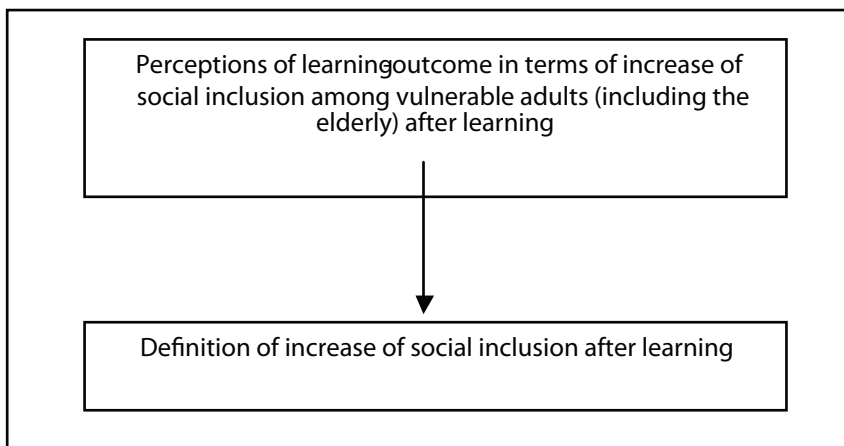 Perceptions of learningoutcome in terms of increase of
social inclusion among vulnerable adults (including the
elderly) after learning
Definition of increase of social inclusion after learning